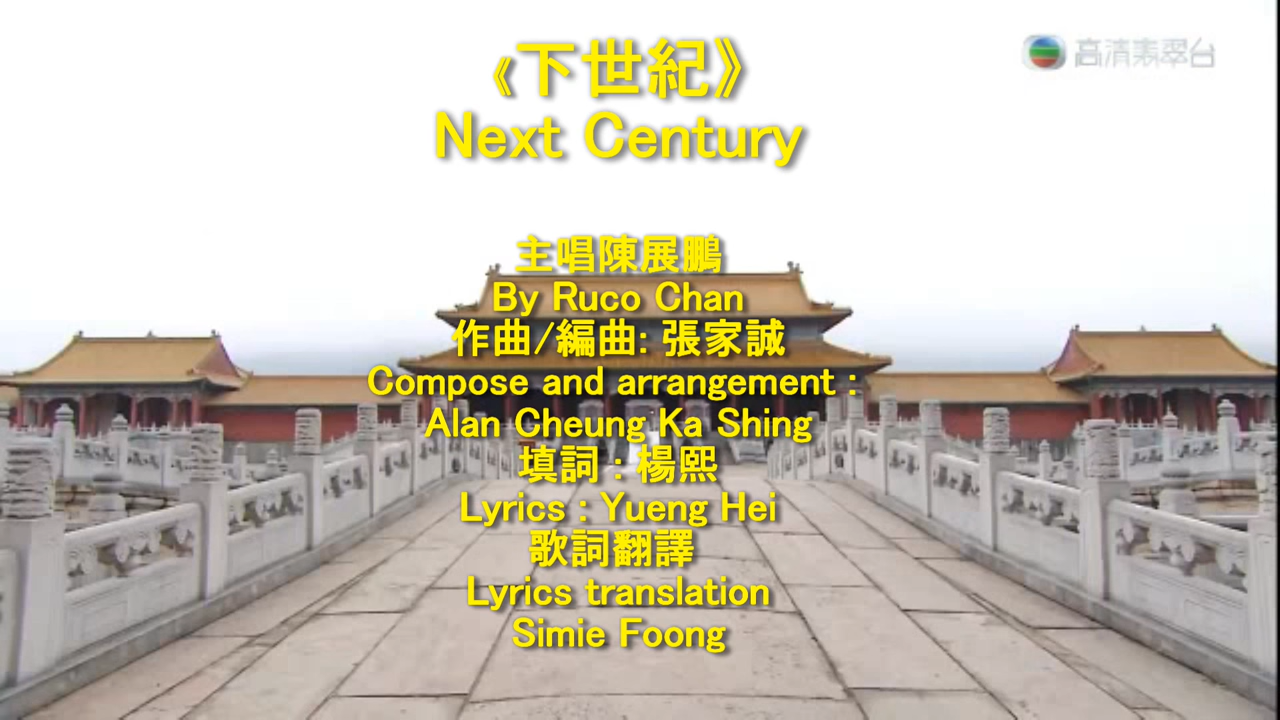 高清翡翠台
《下世紀》
Next Century
主唱陳展鵬
By Ruco Chan
作曲/編曲: 張家誠
Compose and arrangement :
Alan Cheung Ka Shing
填詞 : 楊熙
Lyrics : Yueng Hei
歌詞翻譯
Lyrics translation
Simie Foong